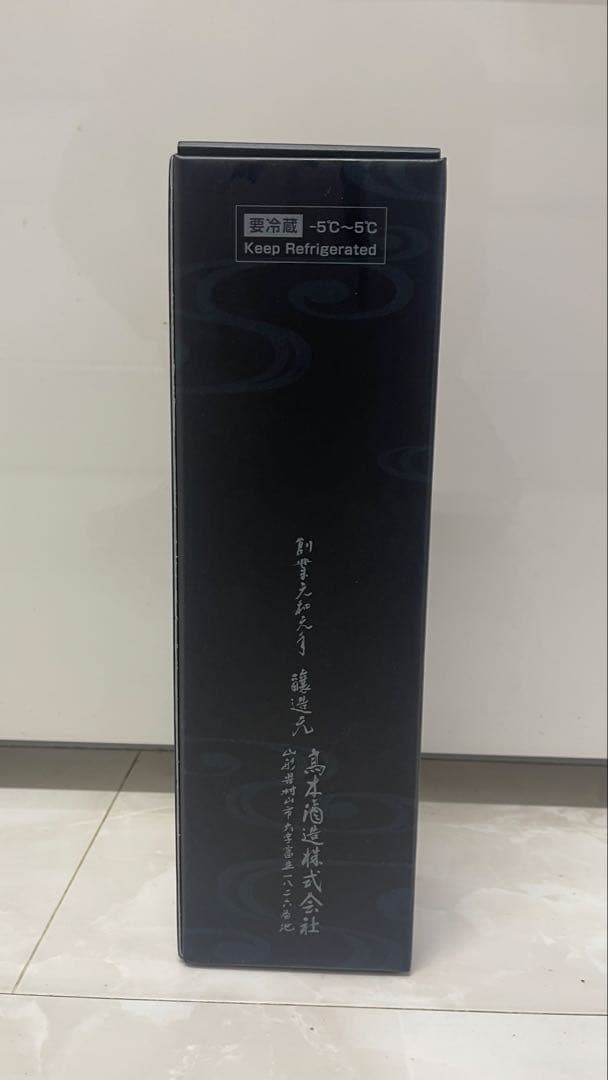 要冷蔵 -5℃〜5℃
Keep Refrigerated
創業元和元年 醸造元
高木酒造株式会社
山形県村山市大字富並一八二六番地